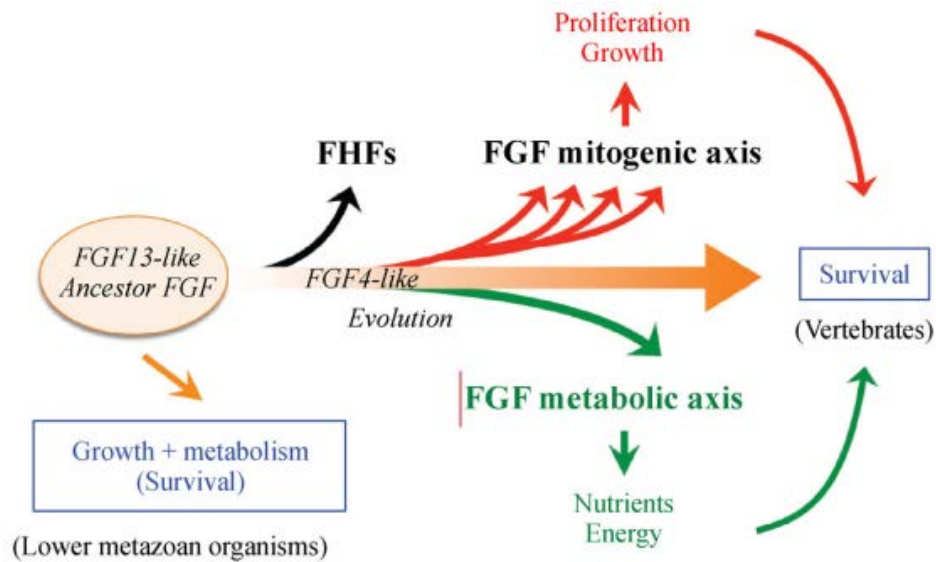 Proliferation
Growth
FHFs
FGF mitogenic axis
FGF13-like
Ancestor FGF
FGF4-like
Evolution
Survival
(Vertebrates)
FGF metabolic axis
Growth + metabolism
(Survival)
Nutrients
Energy
(Lower metazoan organisms)